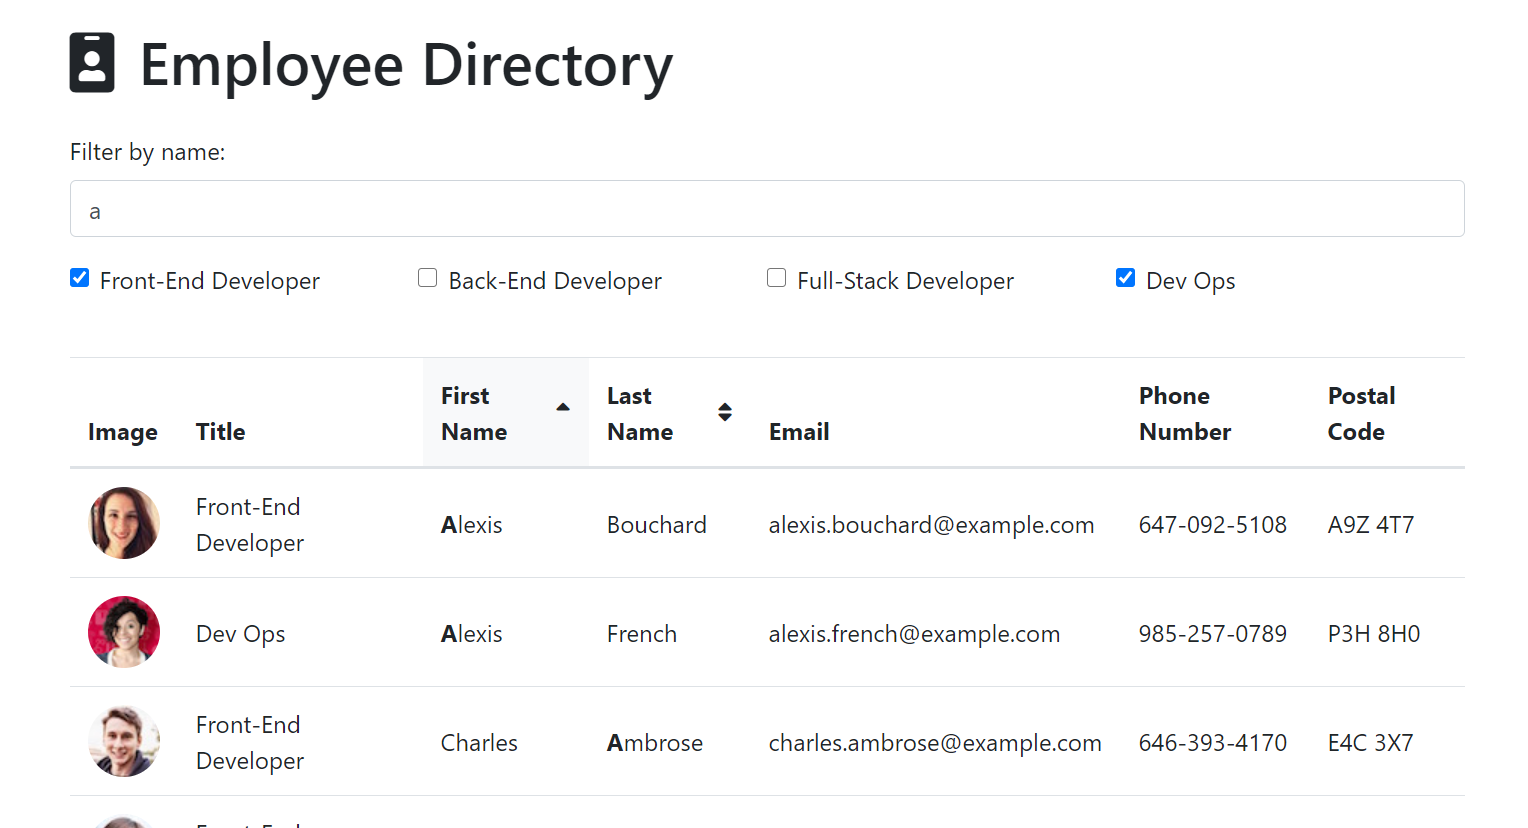 Employee Directory
Filter by name:
a
Front-End Developer Back-End Developer Full-Stack Developer Dev Ops
Image Title First Name Last Name Email Phone Number Postal Code
Front-End Developer Alexis Bouchard alexis.bouchard@example.com 647-092-5108 A9Z 4T7
Dev Ops Alexis French alexis.french@example.com 985-257-0789 P3H 8H0
Front-End Developer Charles Ambrose charles.ambrose@example.com 646-393-4170 E4C 3X7